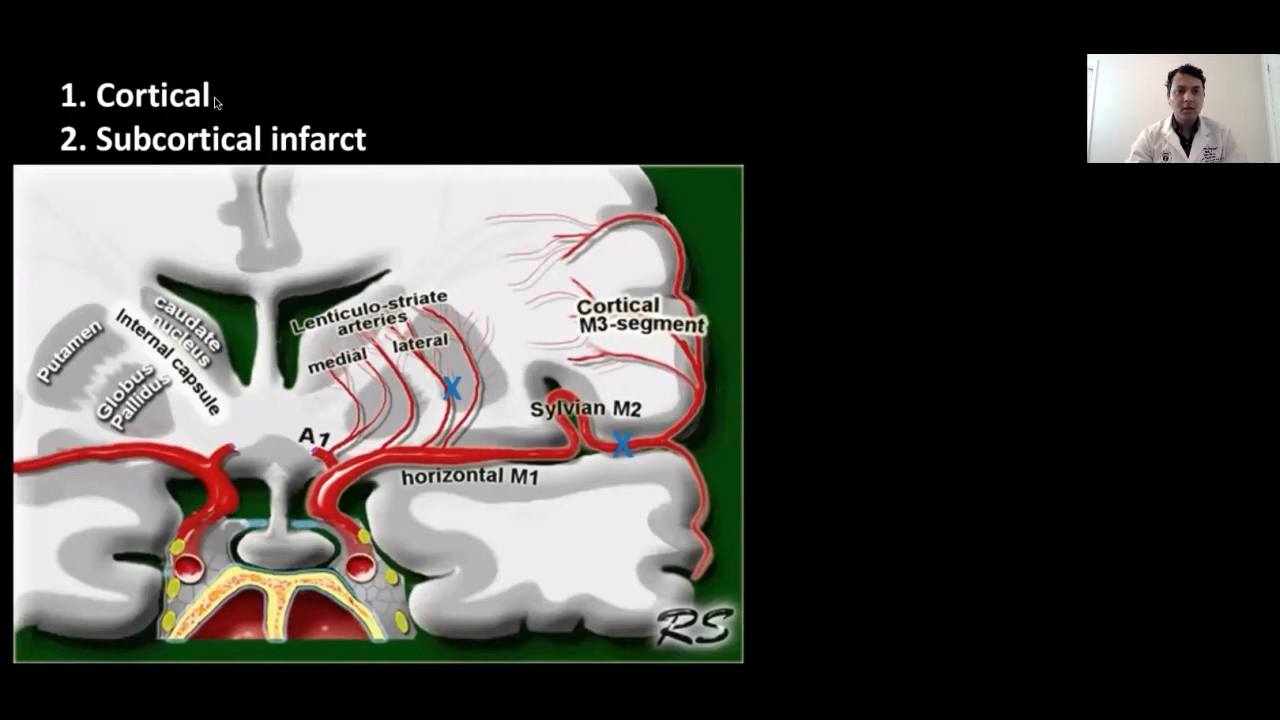 1. Cortical
2. Subcortical infarct
Lenticulo-striate
arteries
medial
lateral
caudate
nucleus
Internal capsule
Putamen
Globus
Pallidus
Cortical
M3-segment
X
Sylvian M2
X
A1
horizontal M1
RS